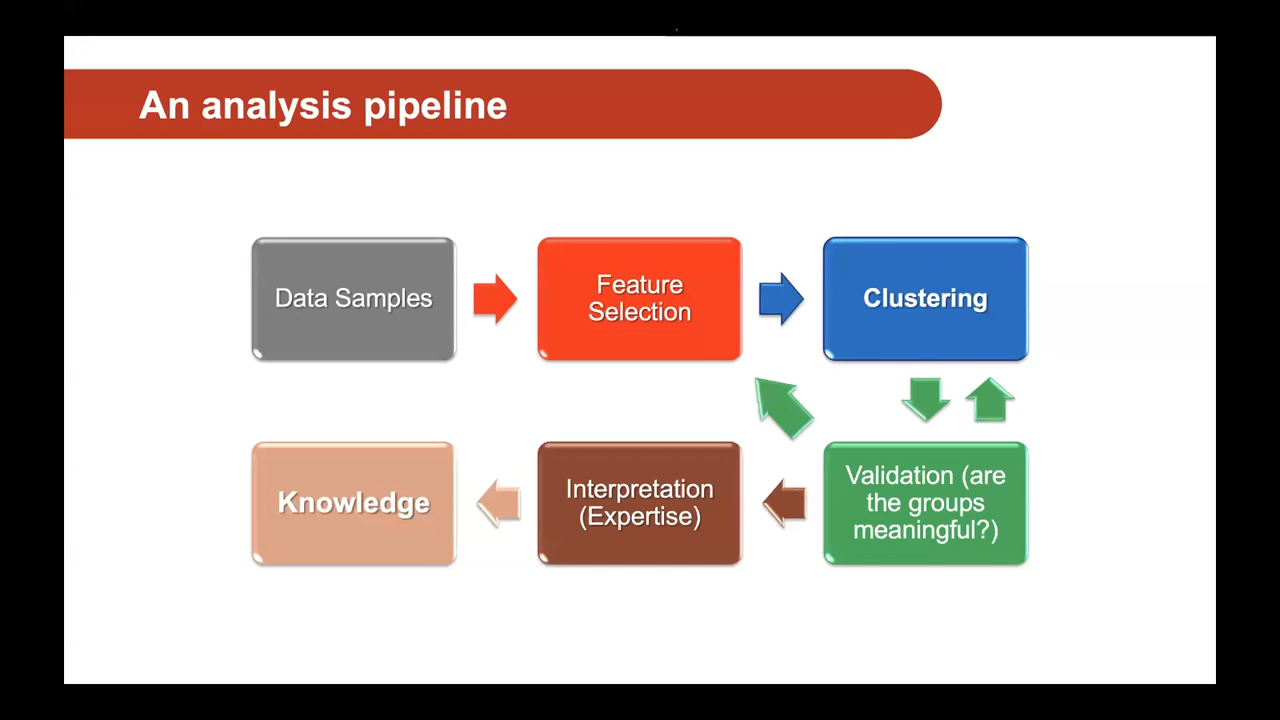 An analysis pipeline
Data Samples
Feature
Selection
Clustering
Knowledge
Interpretation
(Expertise)
Validation (are
the groups
meaningful?)